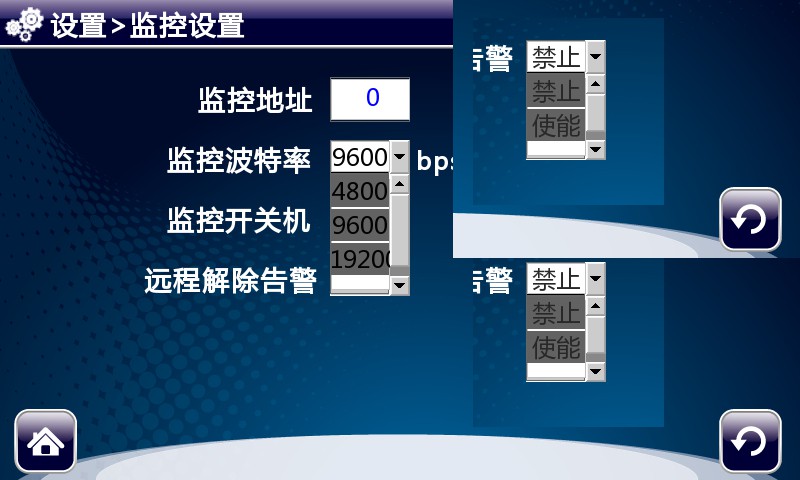 设置>监控设置
监控地址 0
监控波特率 9600 bps
4800
9600
19200
监控开关机
远程解除告警
告警 禁止
禁止
使能
告警 禁止
禁止
使能